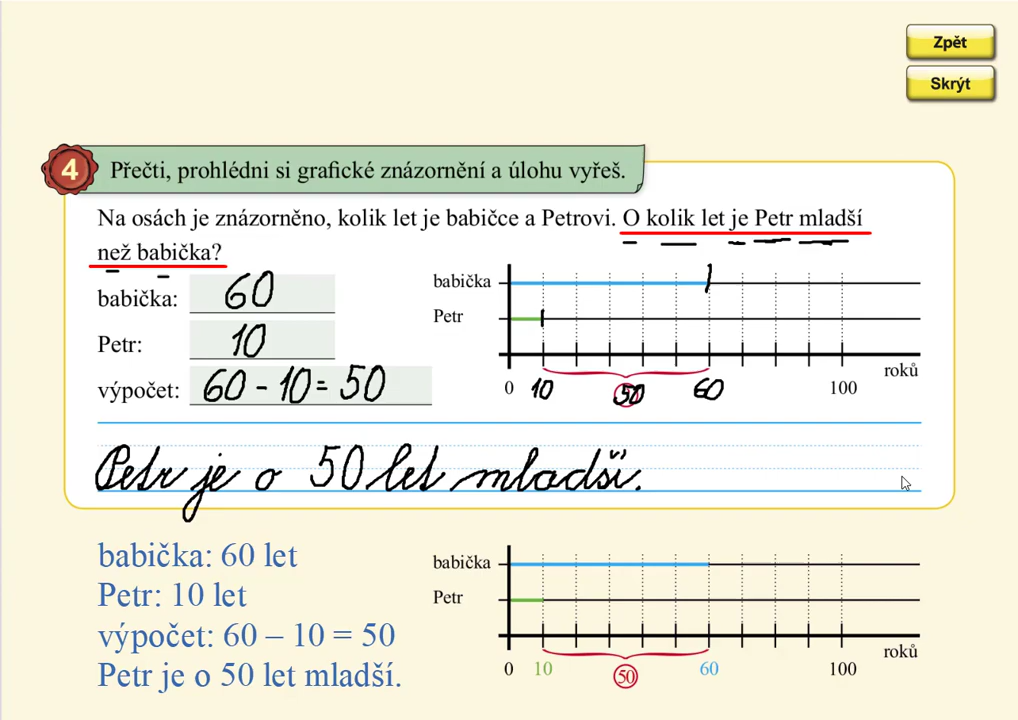 Zpět
Skrýt
4 Přečti, prohlédni si grafické znázornění a úlohu vyřeš.
Na osách je znázorněno, kolik let je babičce a Petrovi. O kolik let je Petr mladší
než babička?
babička: 60
Petr: 10
výpočet: 60 - 10 = 50
babička
Petr
roků
0 10 50 60 100
Petr je o 50 let mladší.
babička: 60 let
Petr: 10 let
výpočet: 60 – 10 = 50
Petr je o 50 let mladší.
babička
Petr
roků
0 10 50 60 100